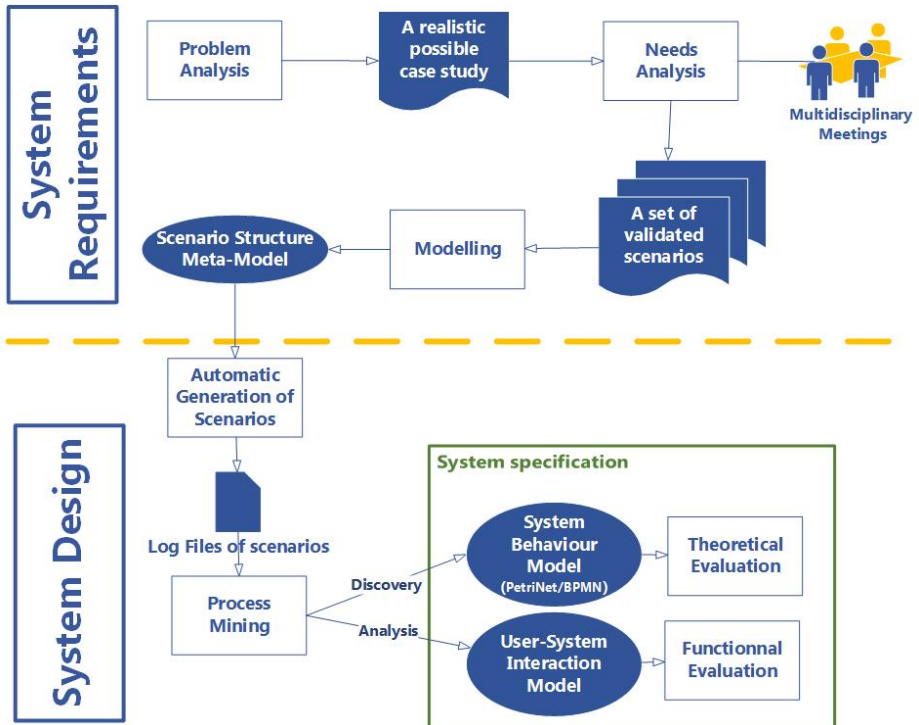 System
Requirements
Problem
Analysis
A realistic
possible
case study
Needs
Analysis
Multidisciplinary
Meetings
A set of
validated
scenarios
Modelling
Scenario Structure
Meta-Model
System Design
Automatic
Generation of
Scenarios
Log Files of scenarios
Process
Mining
Discovery
Analysis
System specification
System
Behaviour
Model
(PetriNet/BPMN)
Theoretical
Evaluation
User-System
Interaction
Model
Functionnal
Evaluation